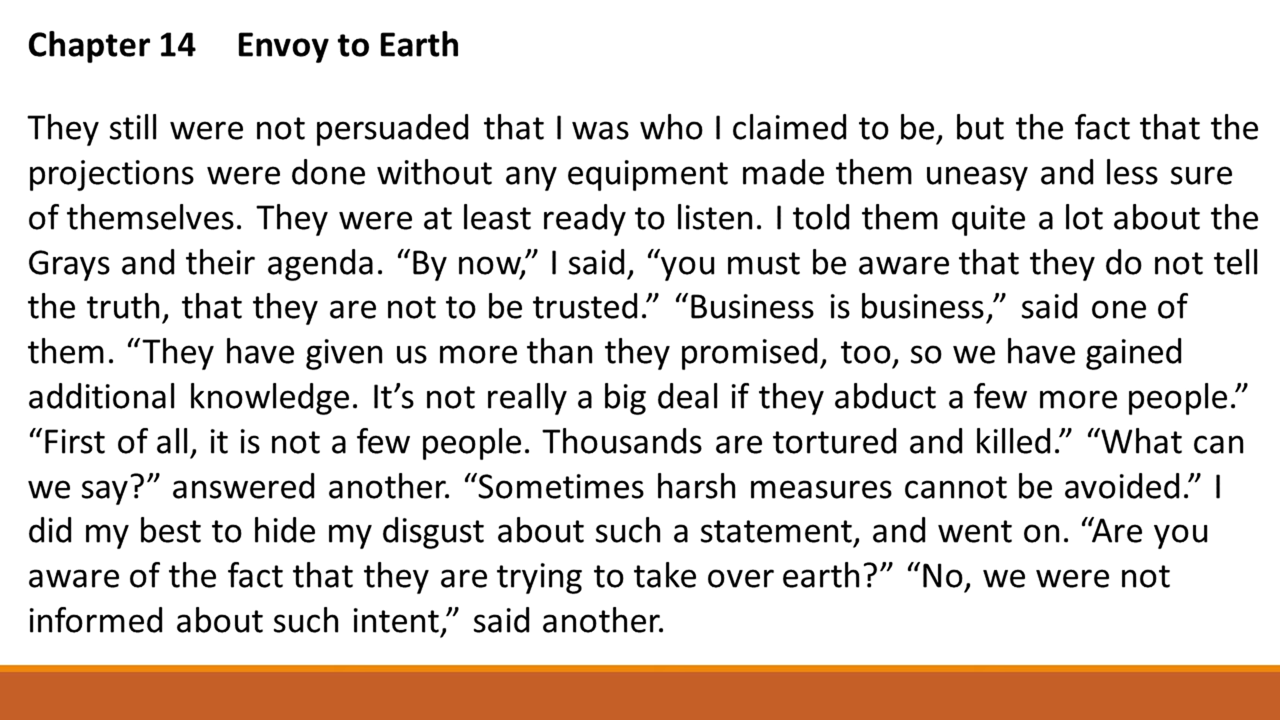 Chapter 14 Envoy to Earth
They still were not persuaded that I was who I claimed to be, but the fact that the
projections were done without any equipment made them uneasy and less sure
of themselves. They were at least ready to listen. I told them quite a lot about the
Grays and their agenda. “By now,” I said, “you must be aware that they do not tell
the truth, that they are not to be trusted.” “Business is business,” said one of
them. “They have given us more than they promised, too, so we have gained
additional knowledge. It’s not really a big deal if they abduct a few more people.”
“First of all, it is not a few people. Thousands are tortured and killed.” “What can
we say?” answered another. “Sometimes harsh measures cannot be avoided.” I
did my best to hide my disgust about such a statement, and went on. “Are you
aware of the fact that they are trying to take over earth?” “No, we were not
informed about such intent,” said another.